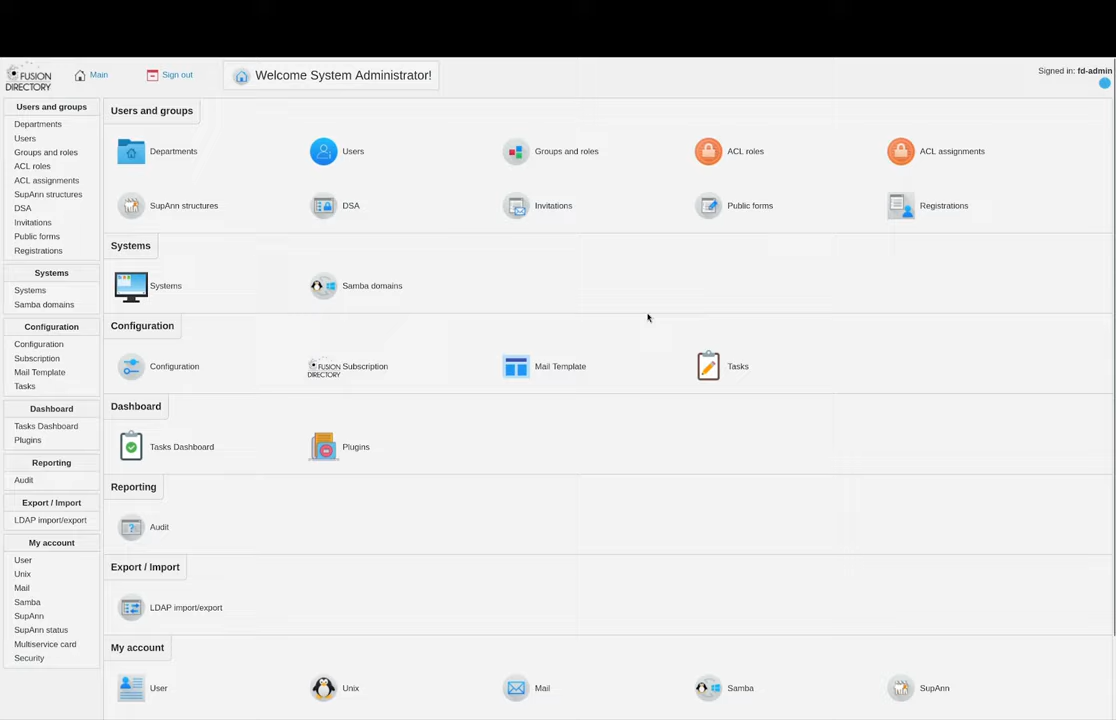 FUSION
DIRECTORY
Main
Sign out
Welcome System Administrator!
Signed in: fd-admin
Users and groups
Departments
Users
Groups and roles
ACL roles
ACL assignments
SupAnn structures
DSA
Invitations
Public forms
Registrations
Systems
Systems
Samba domains
Configuration
Configuration
Subscription
Mail Template
Tasks
Dashboard
Tasks Dashboard
Plugins
Reporting
Audit
Export / Import
LDAP import/export
My account
User
Unix
Mail
Samba
SupAnn
SupAnn status
Multiservice card
Security
Users and groups
Departments
Users
Groups and roles
ACL roles
ACL assignments
SupAnn structures
DSA
Invitations
Public forms
Registrations
Systems
Systems
Samba domains
Configuration
Configuration
FUSION
DIRECTORY
Subscription
Mail Template
Tasks
Dashboard
Tasks Dashboard
Plugins
Reporting
Audit
Export / Import
LDAP import/export
My account
User
Unix
Mail
Samba
SupAnn